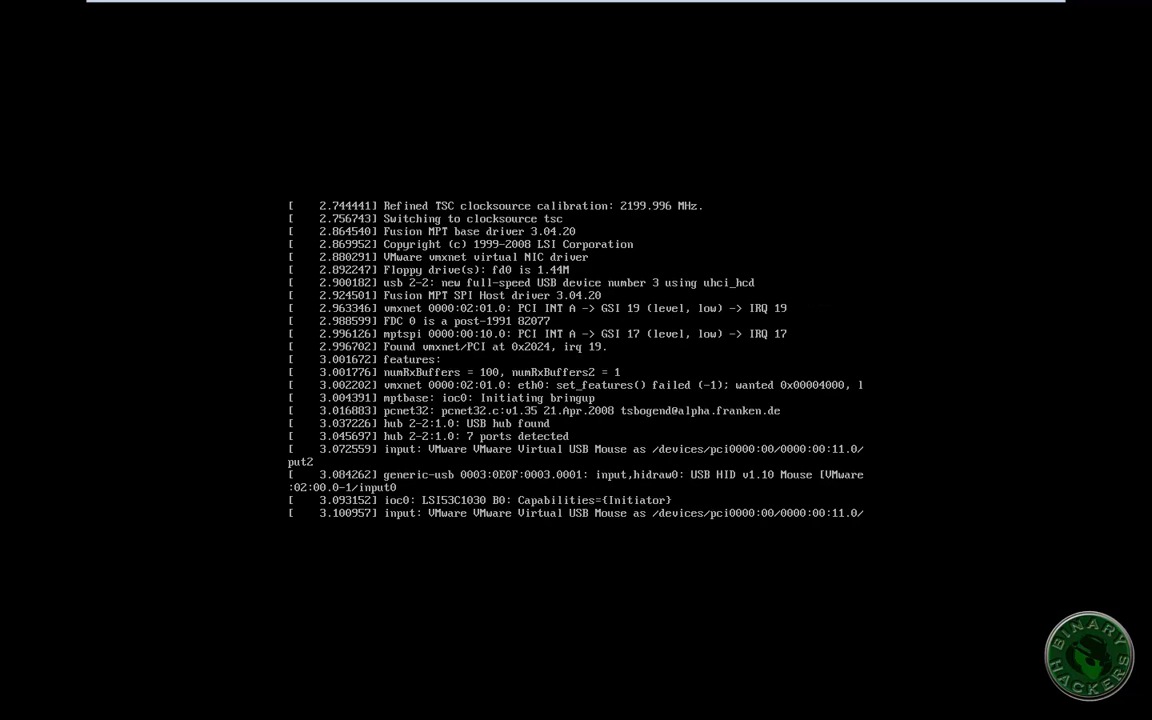 [    2.744441] Refined TSC clocksource calibration: 2199.996 MHz.
[    2.756743] Switching to clocksource tsc
[    2.864540] Fusion MPT base driver 3.04.20
[    2.869952] Copyright (c) 1999-2008 LSI Corporation
[    2.880291] VMware vmxnet virtual NIC driver
[    2.892247] Floppy drive(s): fd0 is 1.44M
[    2.900182] usb 2-2: new full-speed USB device number 3 using uhci_hcd
[    2.924501] Fusion MPT SPI Host driver 3.04.20
[    2.963346] vmxnet 0000:02:01.0: PCI INT A -> GSI 19 (level, low) -> IRQ 19
[    2.988599] FDC 0 is a post-1991 82077
[    2.996126] mptspi 0000:00:10.0: PCI INT A -> GSI 17 (level, low) -> IRQ 17
[    2.996702] Found vmxnet/PCI at 0x2024, irq 19.
[    3.001672] features:
[    3.001776] numRxBuffers = 100, numRxBuffers2 = 1
[    3.002202] vmxnet 0000:02:01.0: eth0: set_features() failed (-1); wanted 0x00004000, l
[    3.004391] mptbase: ioc0: Initiating bringup
[    3.016883] pcnet32: pcnet32.c:v1.35 21.Apr.2008 tsbogend@alpha.franken.de
[    3.037226] hub 2-2:1.0: USB hub found
[    3.045697] hub 2-2:1.0: 7 ports detected
[    3.072559] input: VMware VMware Virtual USB Mouse as /devices/pci0000:00/0000:00:11.0/
put2
[    3.084262] generic-usb 0003:0E0F:0003.0001: input,hidraw0: USB HID v1.10 Mouse [VMware
:02:00.0-1/input0
[    3.093152] ioc0: LSI53C1030 B0: Capabilities={Initiator}
[    3.100957] input: VMware VMware Virtual USB Mouse as /devices/pci0000:00/0000:00:11.0/
BINARY
HACKERS